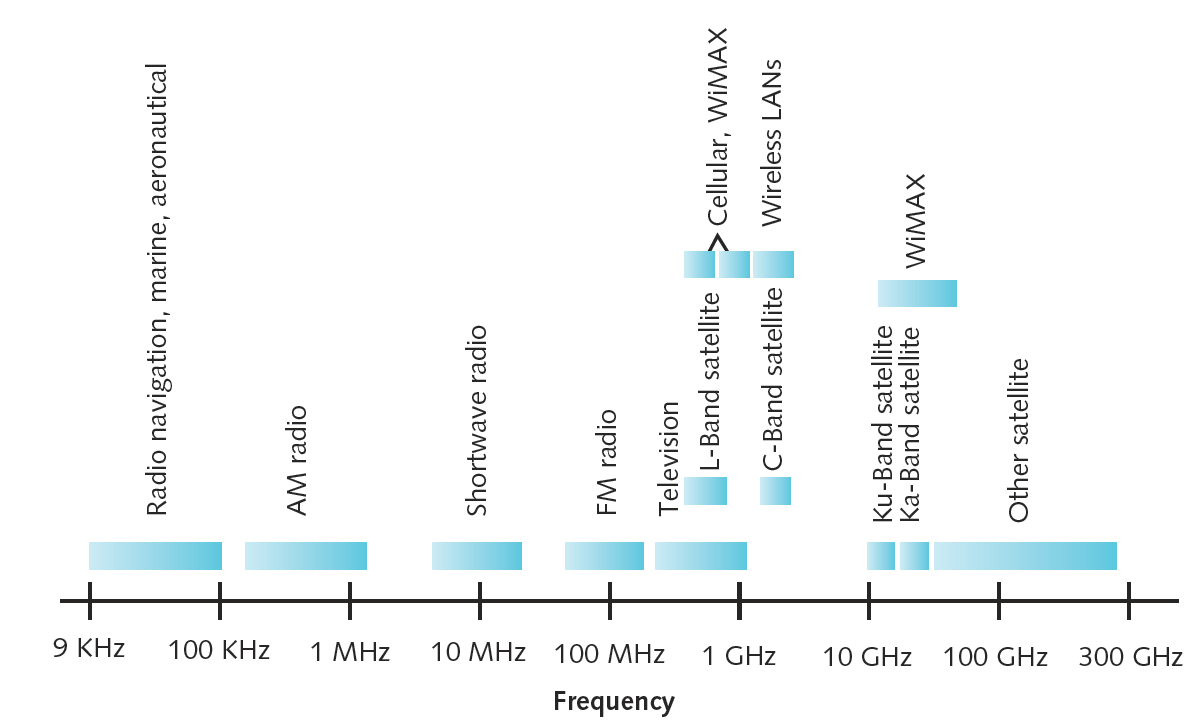 Radio navigation, marine, aeronautical
AM radio
Shortwave radio
FM radio
Television
L-Band satellite
Cellular, WiMAX
Wireless LANs
C-Band satellite
Ku-Band satellite
Ka-Band satellite
WiMAX
Other satellite
9 KHz
100 KHz
1 MHz
10 MHz
100 MHz
1 GHz
10 GHz
100 GHz
300 GHz
Frequency